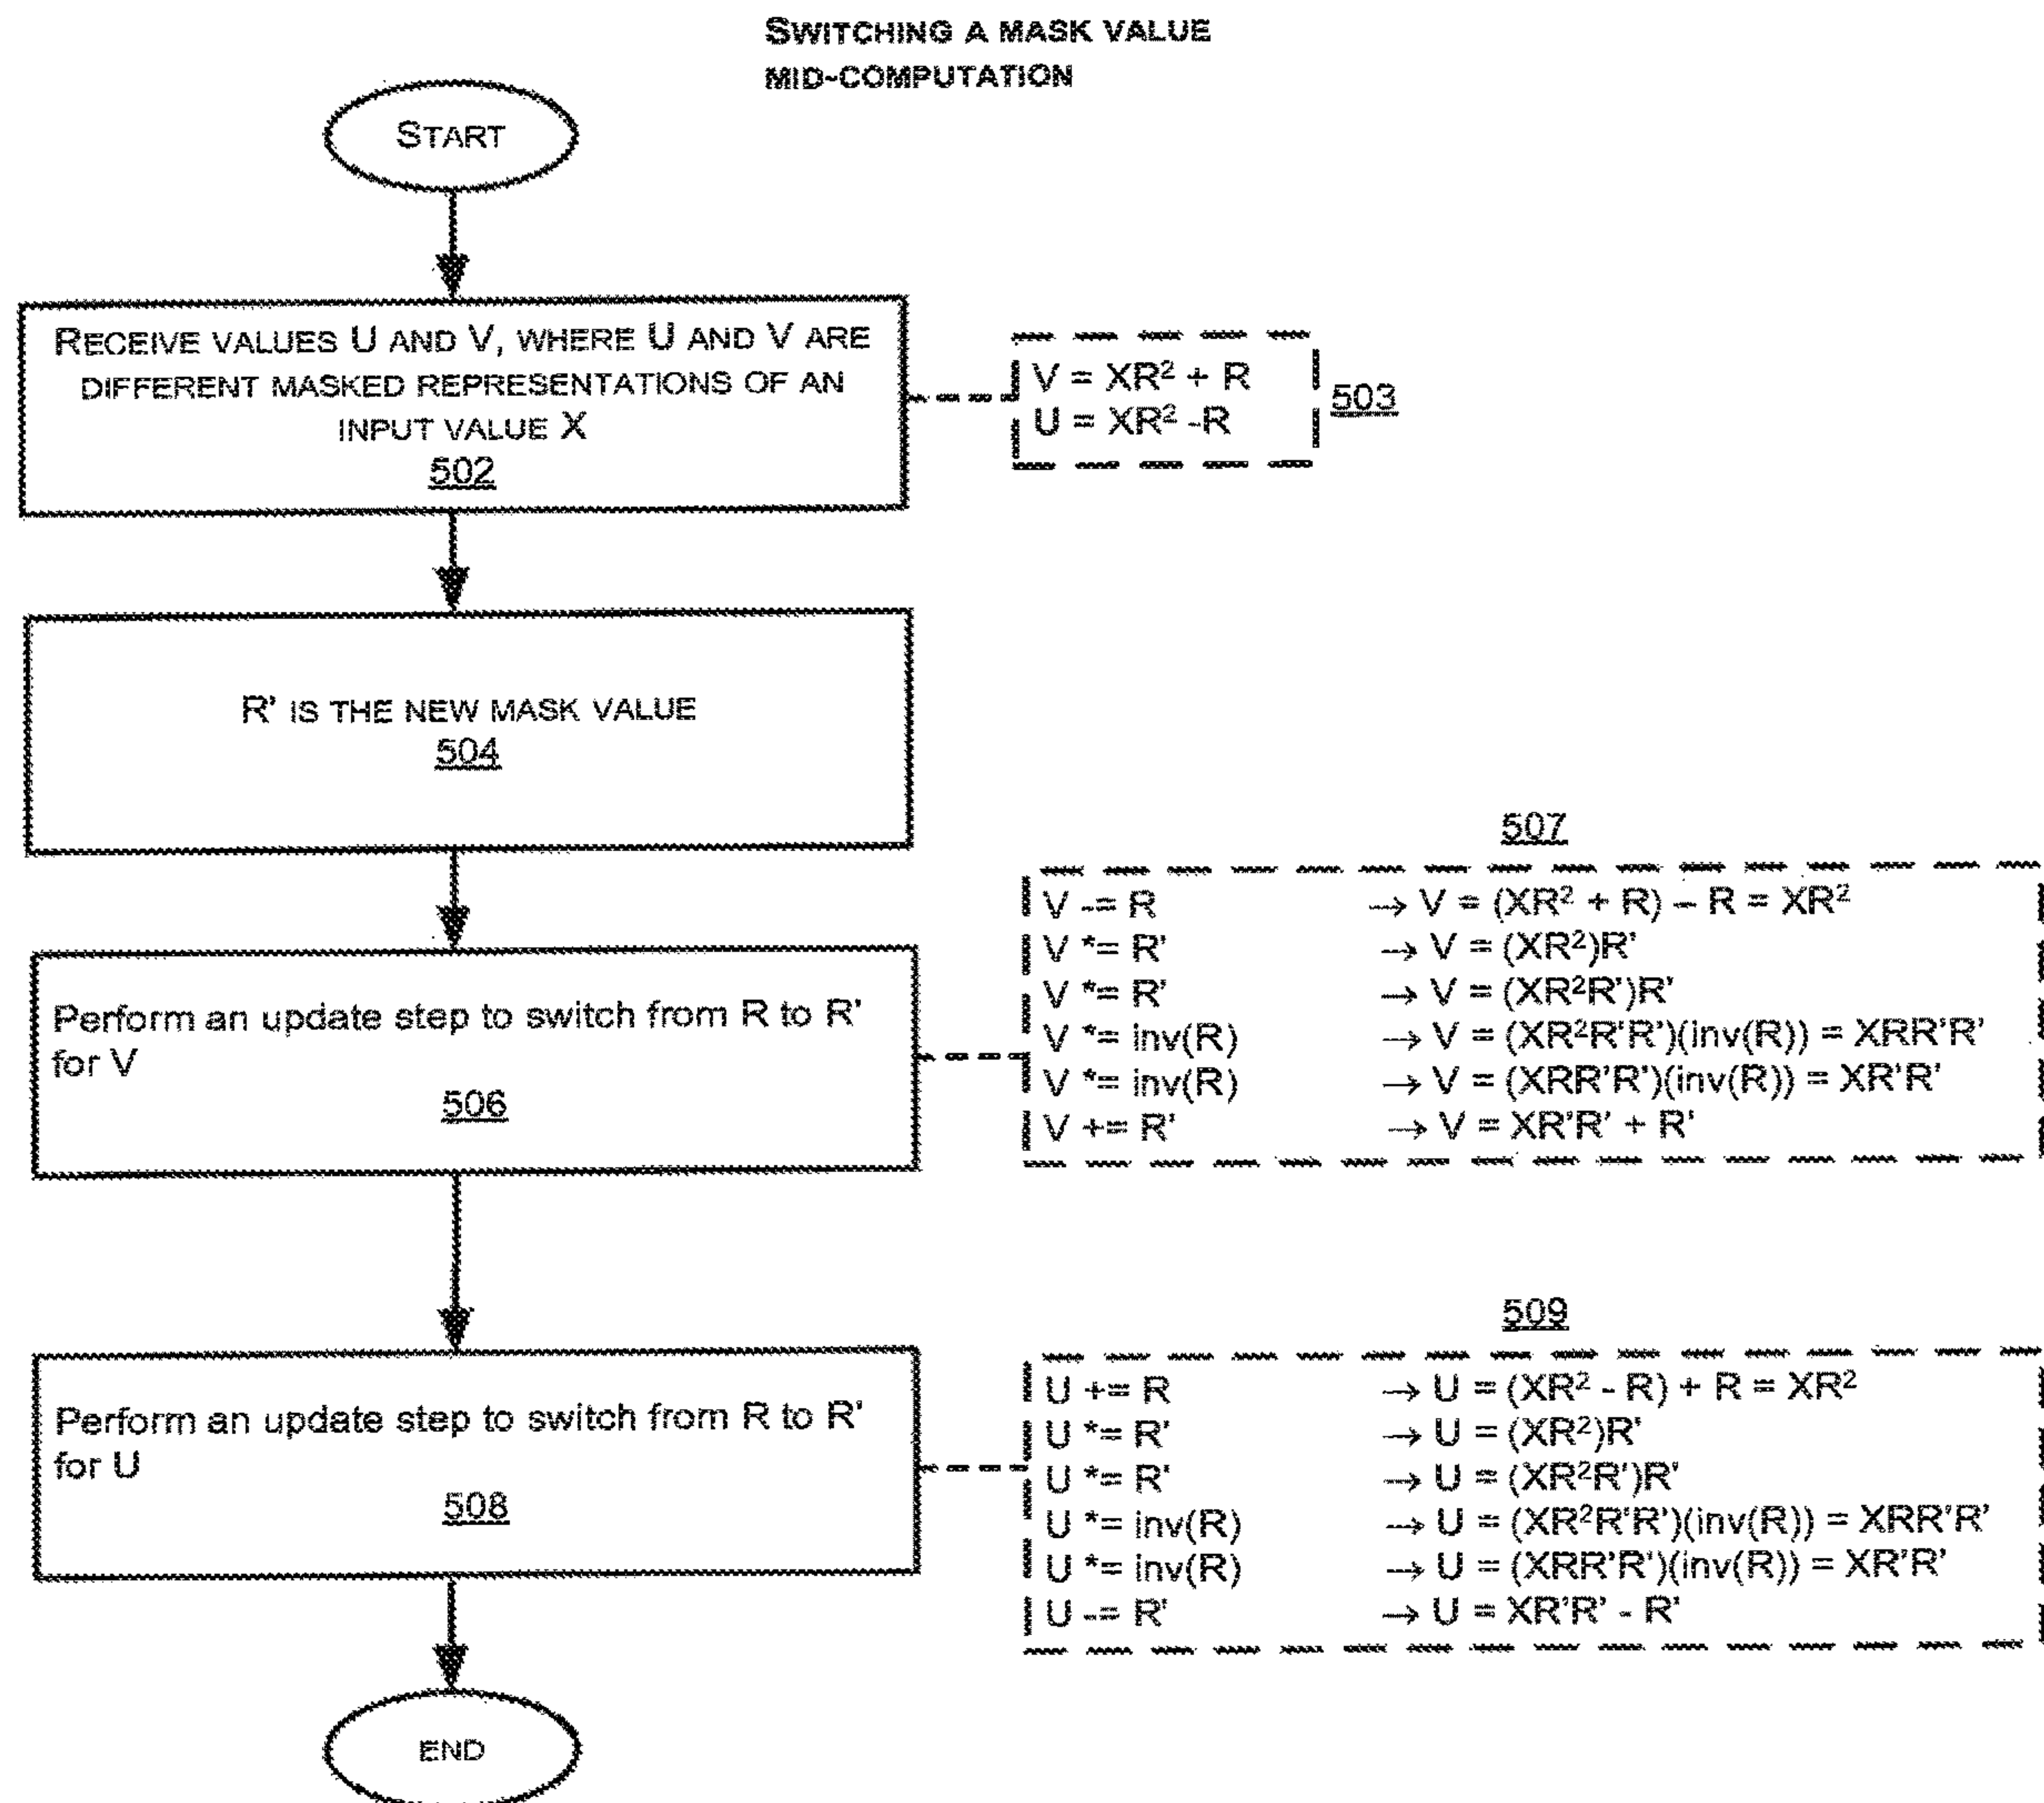 SWITCHING A MASK VALUE
MID-COMPUTATION
START
RECEIVE VALUES U AND V, WHERE U AND V ARE
DIFFERENT MASKED REPRESENTATIONS OF AN
INPUT VALUE X
502
V = XR² + R
U = XR² -R
503
R' IS THE NEW MASK VALUE
504
Perform an update step to switch from R to R'
for V
506
507
V -= R → V = (XR² + R) – R = XR²
V *= R' → V = (XR²)R'
V *= R' → V = (XR²R')R'
V *= inv(R) → V = (XR²R'R')(inv(R)) = XRR'R'
V *= inv(R) → V = (XRR'R')(inv(R)) = XR'R'
V += R' → V = XR'R' + R'
Perform an update step to switch from R to R'
for U
508
509
U += R → U = (XR² - R) + R = XR²
U *= R' → U = (XR²)R'
U *= R' → U = (XR²R')R'
U *= inv(R) → U = (XR²R'R')(inv(R)) = XRR'R'
U *= inv(R) → U = (XRR'R')(inv(R)) = XR'R'
U -= R' → U = XR'R' - R'
END